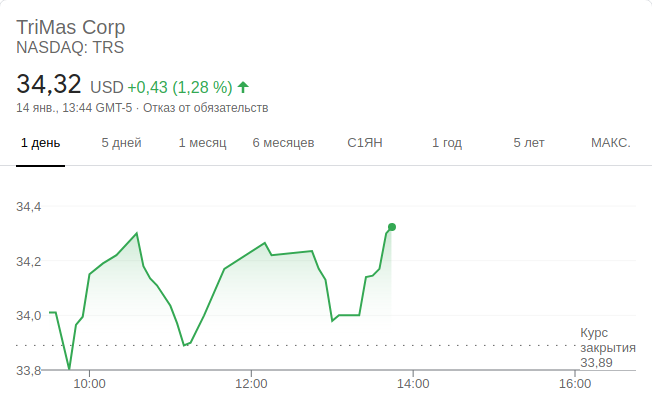 TriMas Corp
NASDAQ: TRS
34,32 USD +0,43 (1,28 %)
14 янв., 13:44 GMT-5 · Отказ от обязательств
1 день 5 дней 1 месяц 6 месяцев С1ЯН 1 год 5 лет МАКС.
34,4
34,2
34,0
Курс
закрытия
33,89
33,8
10:00 12:00 14:00 16:00